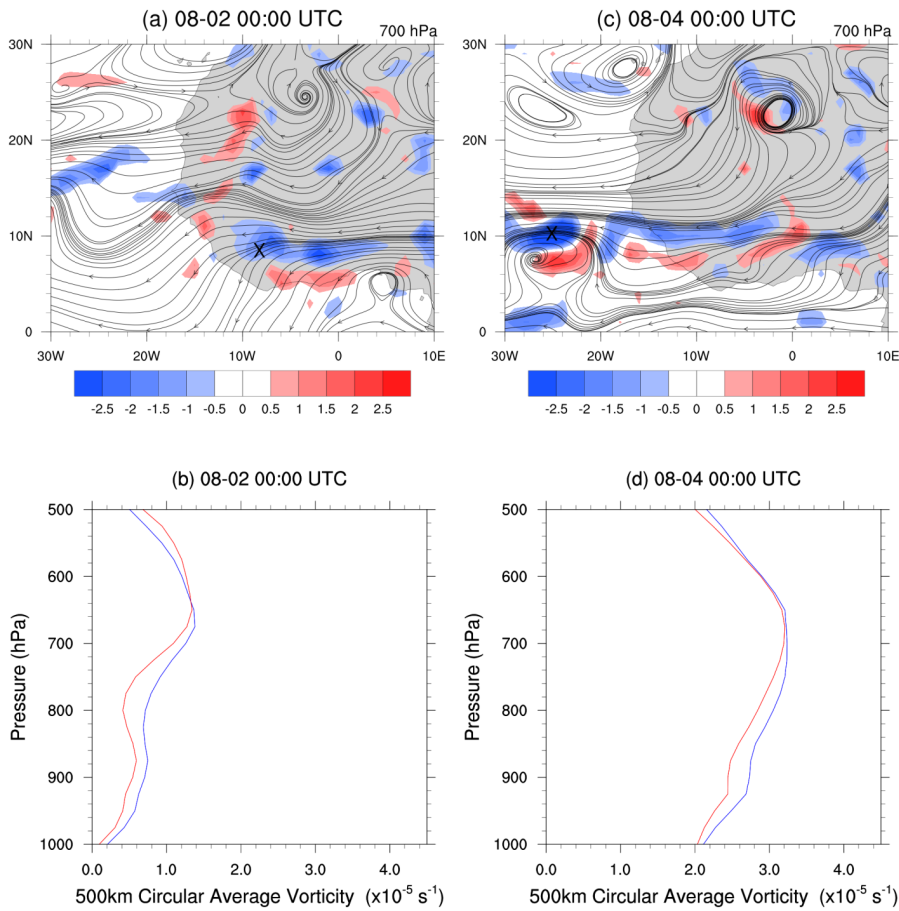 (a) 08-02 00:00 UTC
700 hPa
30N
20N
10N
0
X
30W 20W 10W 0 10E
-2.5 -2 -1.5 -1 -0.5 0 0.5 1 1.5 2 2.5
(c) 08-04 00:00 UTC
700 hPa
30N
20N
10N
0
X
30W 20W 10W 0 10E
-2.5 -2 -1.5 -1 -0.5 0 0.5 1 1.5 2 2.5
(b) 08-02 00:00 UTC
Pressure (hPa)
500
600
700
800
900
1000
0.0 1.0 2.0 3.0 4.0
500km Circular Average Vorticity (x10⁻⁵ s⁻¹)
(d) 08-04 00:00 UTC
Pressure (hPa)
500
600
700
800
900
1000
0.0 1.0 2.0 3.0 4.0
500km Circular Average Vorticity (x10⁻⁵ s⁻¹)